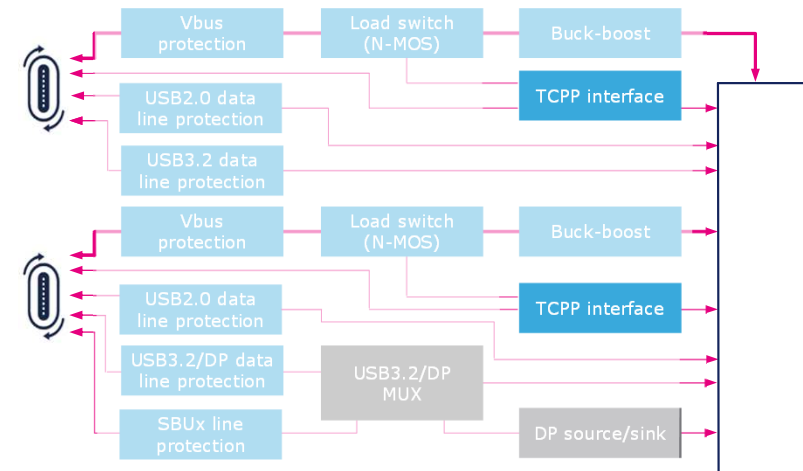 Vbus
protection
Load switch
(N-MOS)
Buck-boost
TCPP interface
USB2.0 data
line protection
USB3.2 data
line protection
Vbus
protection
Load switch
(N-MOS)
Buck-boost
TCPP interface
USB2.0 data
line protection
USB3.2/DP data
line protection
USB3.2/DP
MUX
SBUx line
protection
DP source/sink